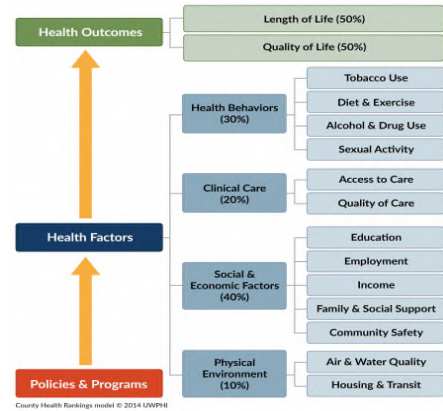 Health Outcomes
Length of Life (50%)
Quality of Life (50%)
Health Factors
Health Behaviors
(30%)
Tobacco Use
Diet & Exercise
Alcohol & Drug Use
Sexual Activity
Clinical Care
(20%)
Access to Care
Quality of Care
Social &
Economic Factors
(40%)
Education
Employment
Income
Family & Social Support
Community Safety
Physical
Environment
(10%)
Air & Water Quality
Housing & Transit
Policies & Programs
County Health Rankings model © 2014 UWPHI